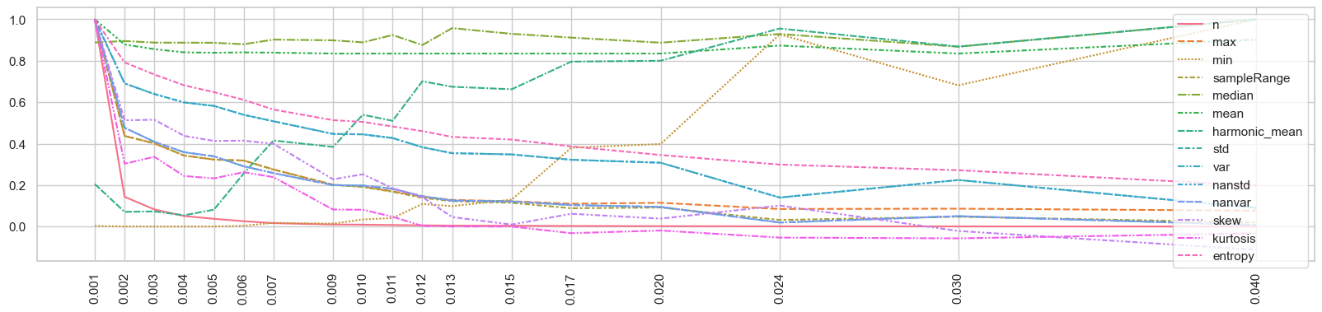 1.0
0.8
0.6
0.4
0.2
0.0
0.001
0.002
0.003
0.004
0.005
0.006
0.007
0.009
0.010
0.011
0.012
0.013
0.015
0.017
0.020
0.024
0.030
0.040
n
max
min
sampleRange
median
mean
harmonic_mean
std
var
nanstd
nanvar
skew
kurtosis
entropy